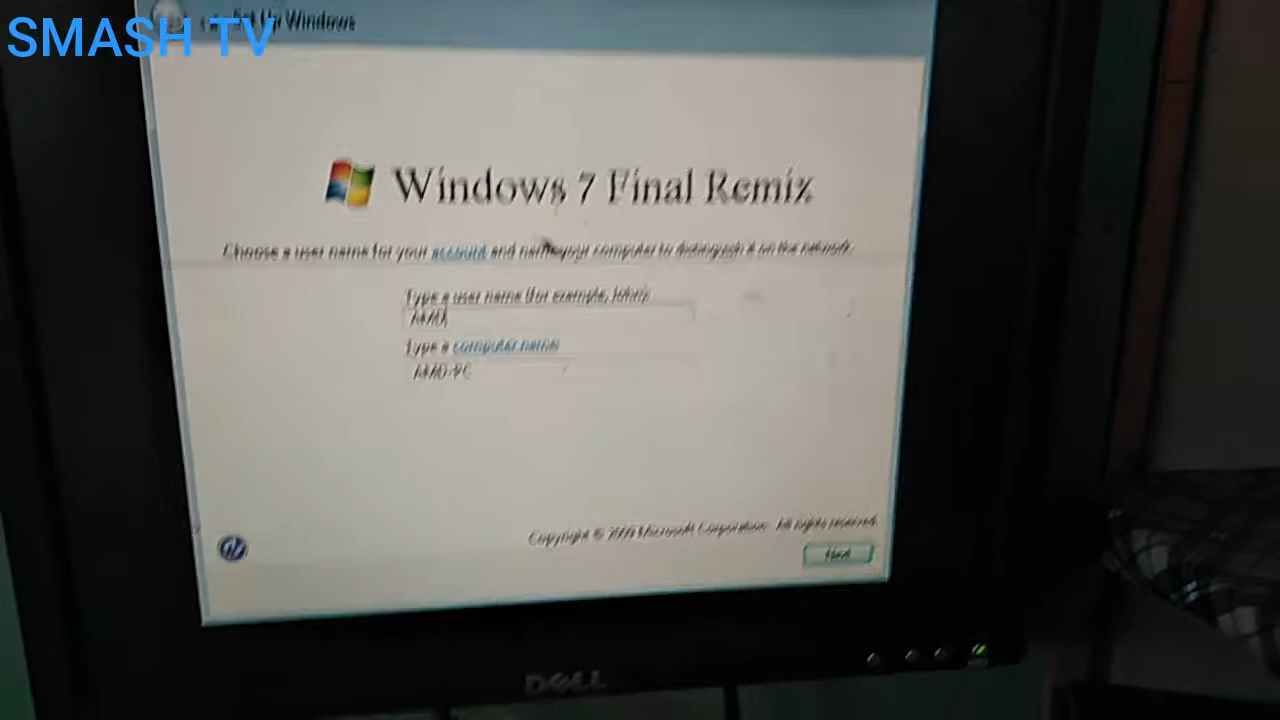 SMASH TV
Set Up Windows
Windows 7 Final Remix
Choose a user name for your account and name your computer to distinguish it on the network.
Type a user name (for example, John):
AMD
Type a computer name:
AMD-PC
Copyright © 2009 Microsoft Corporation. All rights reserved.
Next
DELL